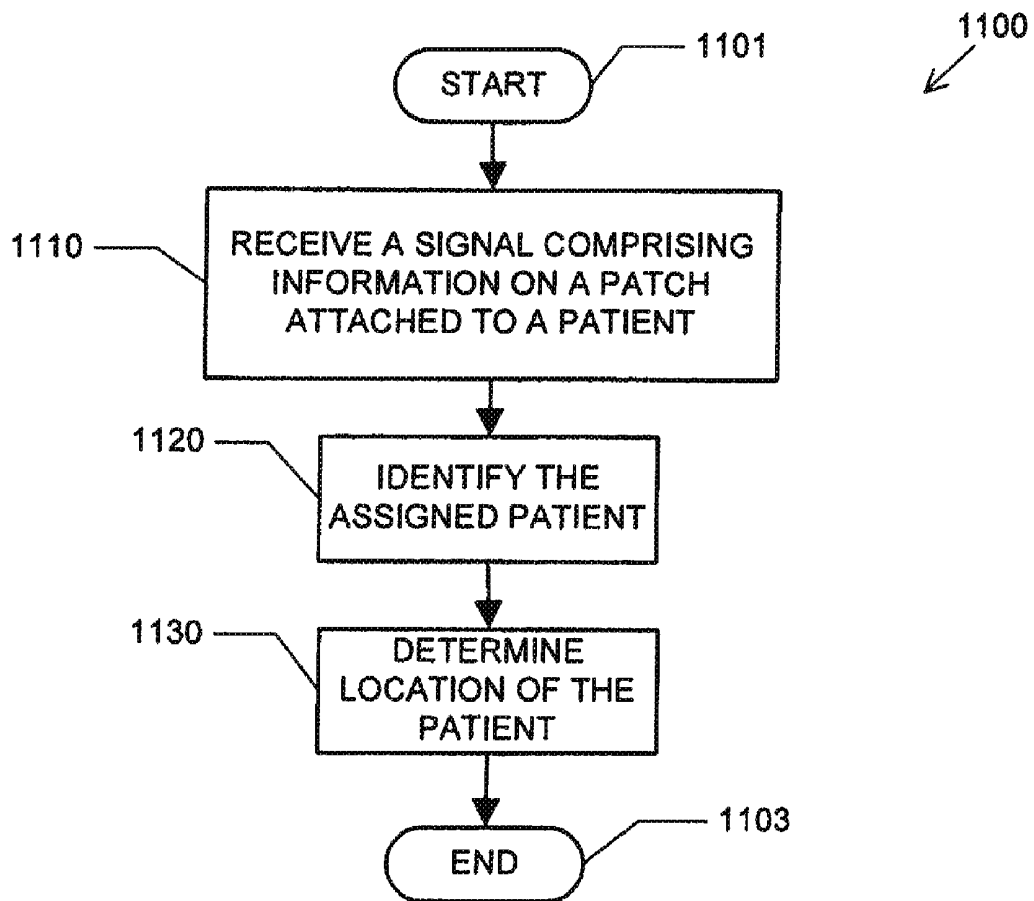 1100
1101
START
1110
RECEIVE A SIGNAL COMPRISING
INFORMATION ON A PATCH
ATTACHED TO A PATIENT
1120
IDENTIFY THE
ASSIGNED PATIENT
1130
DETERMINE
LOCATION OF THE
PATIENT
1103
END